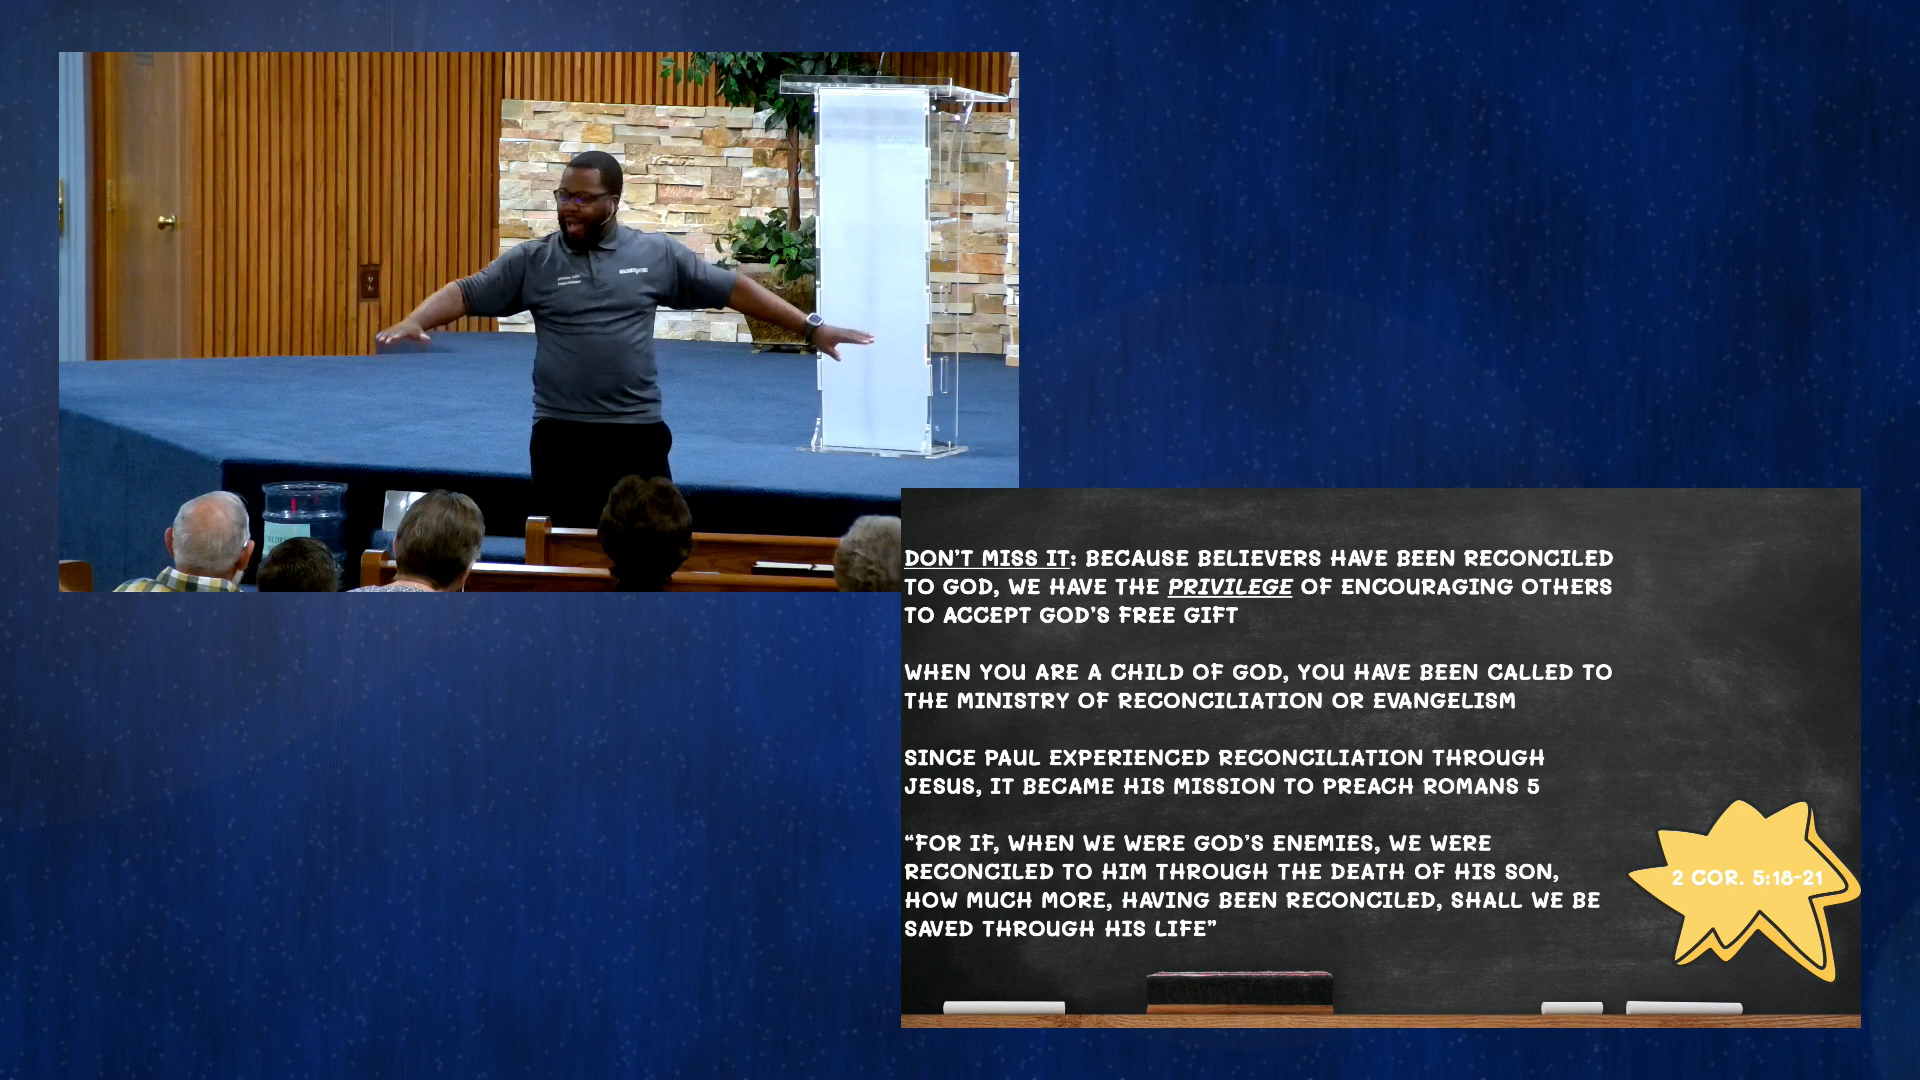 DON'T MISS IT: BECAUSE BELIEVERS HAVE BEEN RECONCILED
TO GOD, WE HAVE THE PRIVILEGE OF ENCOURAGING OTHERS
TO ACCEPT GOD'S FREE GIFT
WHEN YOU ARE A CHILD OF GOD, YOU HAVE BEEN CALLED TO
THE MINISTRY OF RECONCILIATION OR EVANGELISM
SINCE PAUL EXPERIENCED RECONCILIATION THROUGH
JESUS, IT BECAME HIS MISSION TO PREACH ROMANS 5
“FOR IF, WHEN WE WERE GOD'S ENEMIES, WE WERE
RECONCILED TO HIM THROUGH THE DEATH OF HIS SON,
HOW MUCH MORE, HAVING BEEN RECONCILED, SHALL WE BE
SAVED THROUGH HIS LIFE”
2 COR. 5:18-21